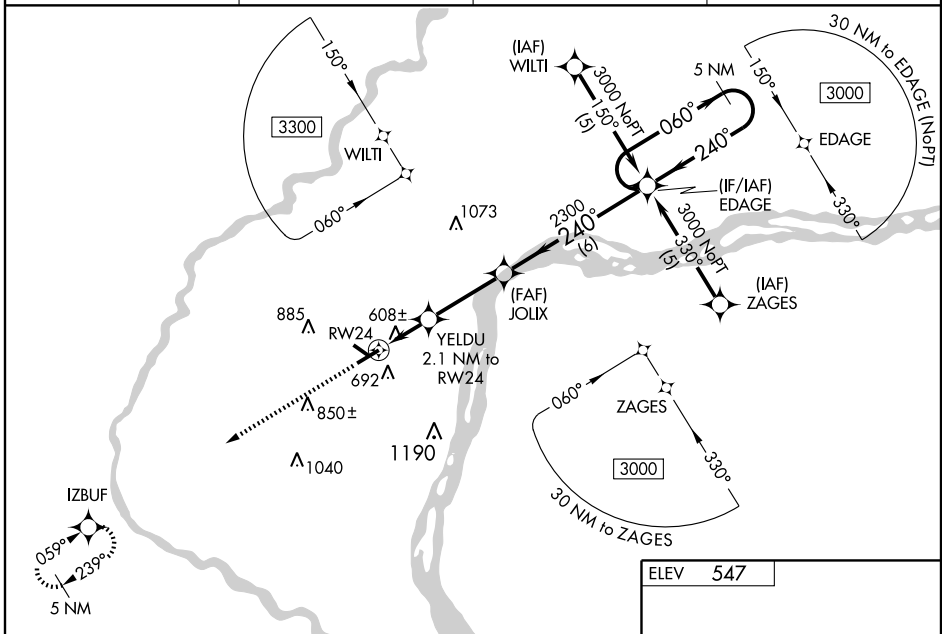 30 NM to EDAGE (NoPT)
150°
3000
EDAGE
330°
150°
3300
WILTI
060°
(IAF)
WILTI
3000 NoPT
150°
(5)
5 NM
060°
240°
(IF/IAF)
EDAGE
3000 NoPT
330°
(5)
(IAF)
ZAGES
2300
240°
(6)
1073
(FAF)
JOLIX
885
608±
RW24
YELDU
2.1 NM to
RW24
692
850±
1190
1040
060°
ZAGES
330°
3000
30 NM to ZAGES
IZBUF
059°
239°
5 NM
ELEV 547